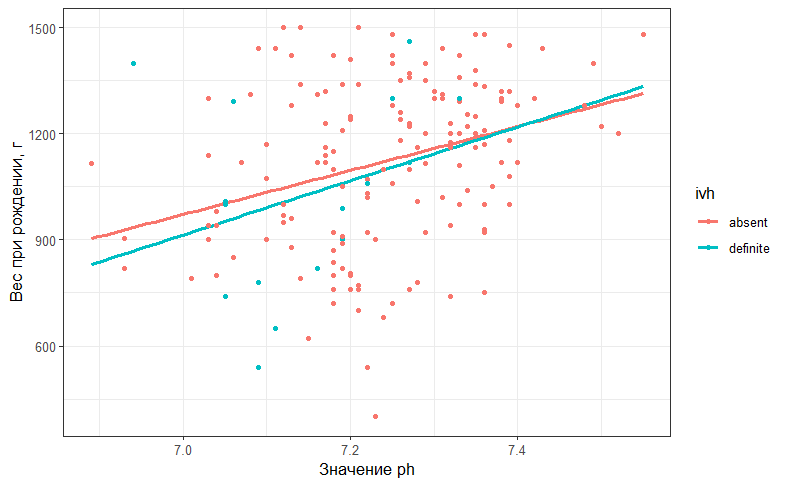 1500
1200
900
600
Вес при рождении, г
7.0
7.2
7.4
Значение ph
ivh
absent
definite